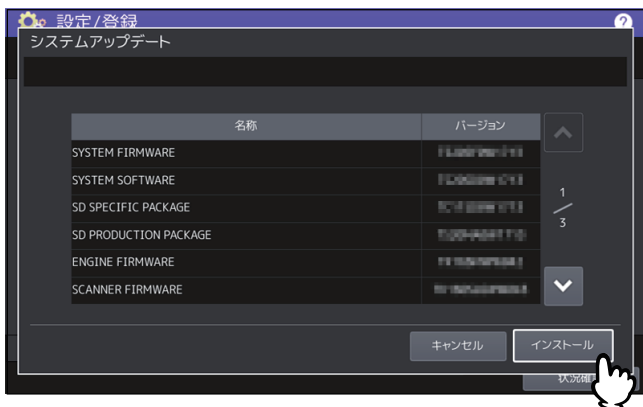 設定/登録
?
システムアップデート
名称 バージョン
SYSTEM FIRMWARE
SYSTEM SOFTWARE
SD SPECIFIC PACKAGE
SD PRODUCTION PACKAGE
ENGINE FIRMWARE
SCANNER FIRMWARE
1
3
キャンセル インストール